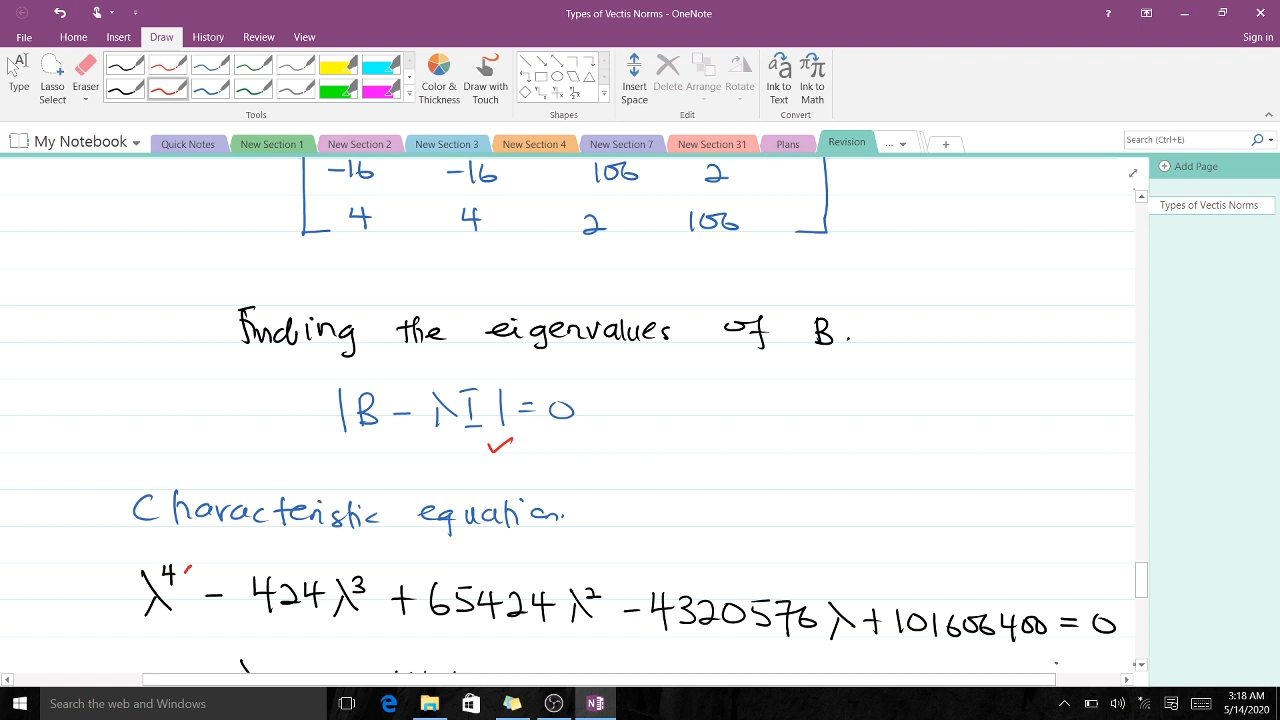 Types of Vectis Norms - OneNote
Sign in
File Home Insert Draw History Review View
Type Lasso Select Eraser Color & Thickness Draw with Touch Insert Space Delete Arrange Rotate Ink to Text Ink to Math
Tools Shapes Edit Convert
My Notebook Quick Notes New Section 1 New Section 2 New Section 3 New Section 4 New Section 7 New Section 31 Plans Revision ... + Search (Ctrl+E)
Add Page
Types of Vectis Norms
-16 -16 106 2
4 4 2 106
Finding the eigenvalues of B.
|B - λI| = 0
Characteristic equation.
λ⁴ - 424λ³ + 65424λ² - 4320576λ + 101606400 = 0
Search the web and Windows
3:18 AM
5/14/2020